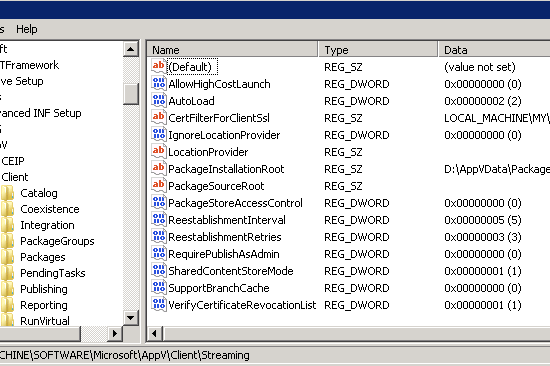 s Help
ft
TFramework
ve Setup
s
vanced INF Setup
V
CEIP
Client
Catalog
Coexistence
Integration
PackageGroups
Packages
PendingTasks
Publishing
Reporting
RunVirtual
Name Type Data
(Default) REG_SZ (value not set)
AllowHighCostLaunch REG_DWORD 0x00000000 (0)
AutoLoad REG_DWORD 0x00000002 (2)
CertFilterForClientSsl REG_SZ LOCAL_MACHINE\MY\
IgnoreLocationProvider REG_DWORD 0x00000000 (0)
LocationProvider REG_SZ
PackageInstallationRoot REG_SZ D:\AppVData\Package
PackageSourceRoot REG_SZ
PackageStoreAccessControl REG_DWORD 0x00000000 (0)
ReestablishmentInterval REG_DWORD 0x00000005 (5)
ReestablishmentRetries REG_DWORD 0x00000003 (3)
RequirePublishAsAdmin REG_DWORD 0x00000000 (0)
SharedContentStoreMode REG_DWORD 0x00000001 (1)
SupportBranchCache REG_DWORD 0x00000000 (0)
VerifyCertificateRevocationList REG_DWORD 0x00000001 (1)
CHINE\SOFTWARE\Microsoft\AppV\Client\Streaming